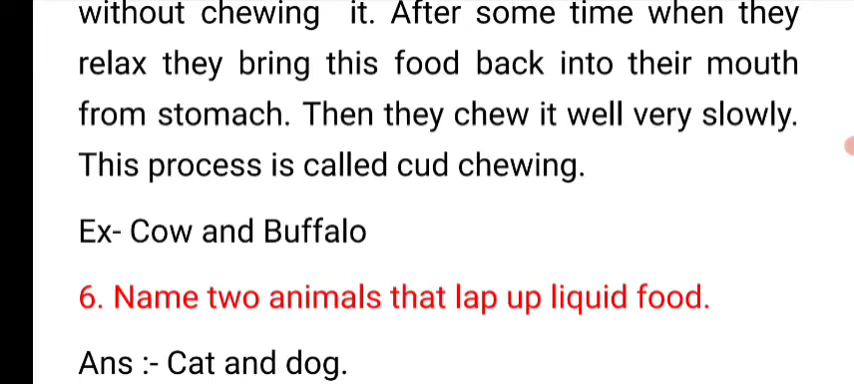 without chewing it. After some time when they
relax they bring this food back into their mouth
from stomach. Then they chew it well very slowly.
This process is called cud chewing.
Ex- Cow and Buffalo
6. Name two animals that lap up liquid food.
Ans :- Cat and dog.